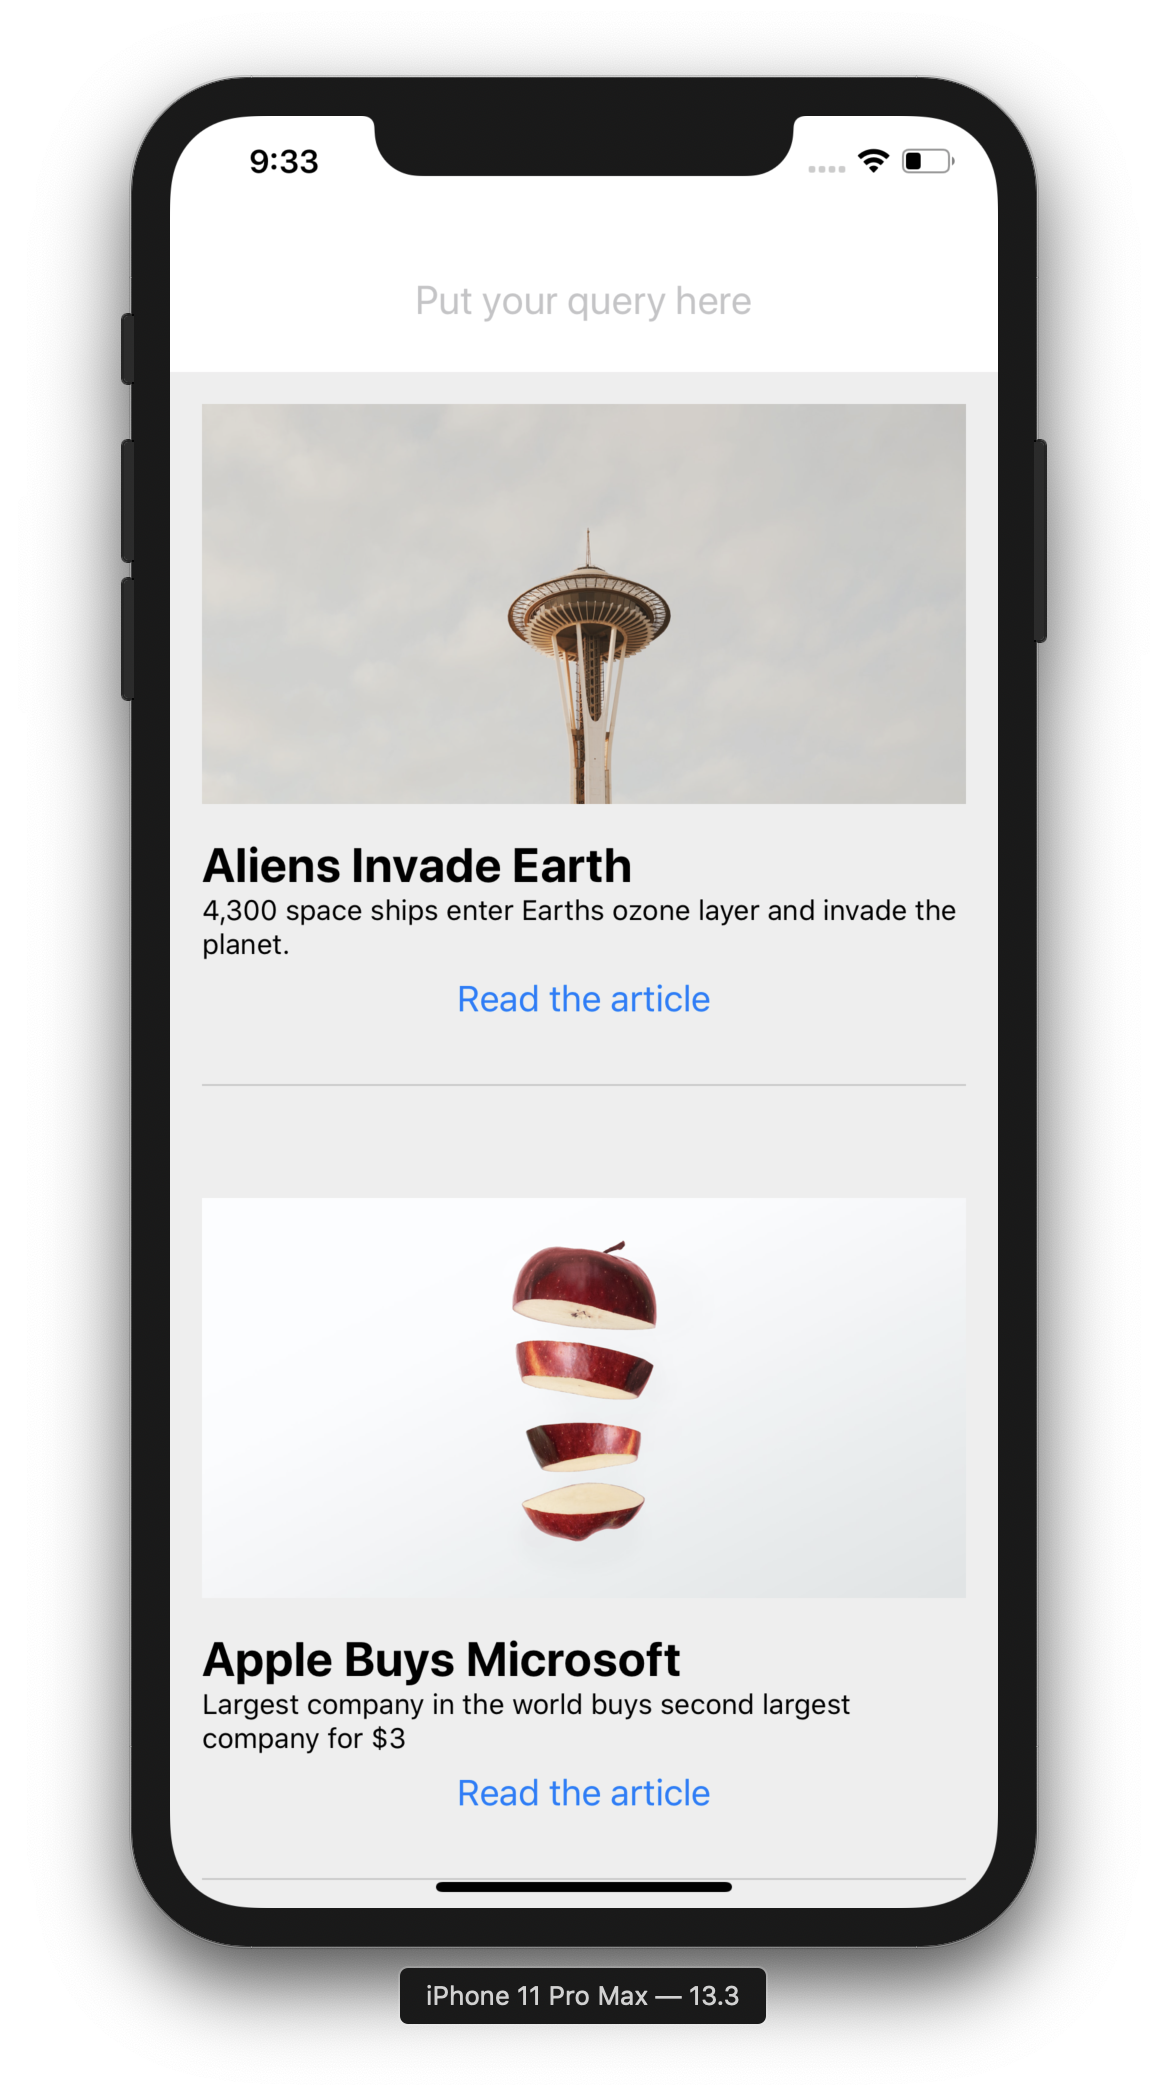 9:33
Put your query here
Aliens Invade Earth
4,300 space ships enter Earths ozone layer and invade the
planet.
Read the article
Apple Buys Microsoft
Largest company in the world buys second largest
company for $3
Read the article
iPhone 11 Pro Max — 13.3